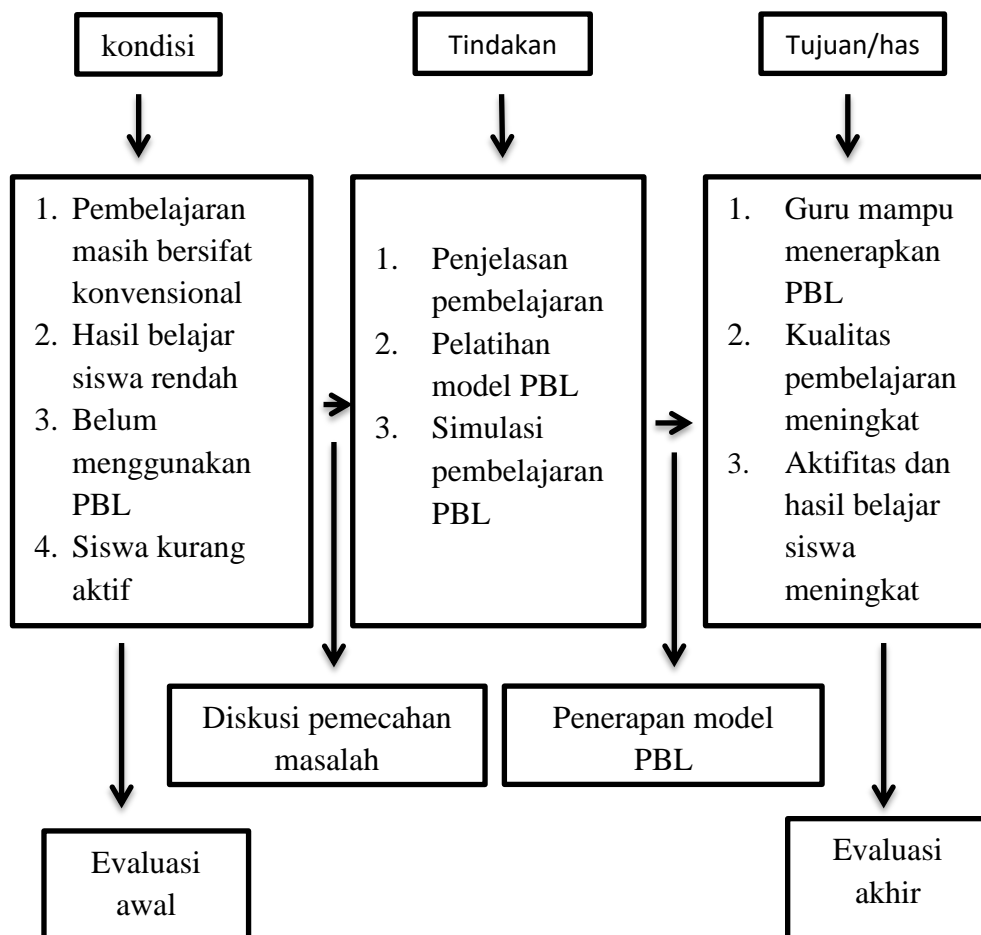 kondisi
Tindakan
Tujuan/has
1. Pembelajaran
masih bersifat
konvensional
2. Hasil belajar
siswa rendah
3. Belum
menggunakan
PBL
4. Siswa kurang
aktif
1. Penjelasan
pembelajaran
2. Pelatihan
model PBL
3. Simulasi
pembelajaran
PBL
1. Guru mampu
menerapkan
PBL
2. Kualitas
pembelajaran
meningkat
3. Aktifitas dan
hasil belajar
siswa
meningkat
Diskusi pemecahan
masalah
Penerapan model
PBL
Evaluasi
awal
Evaluasi
akhir